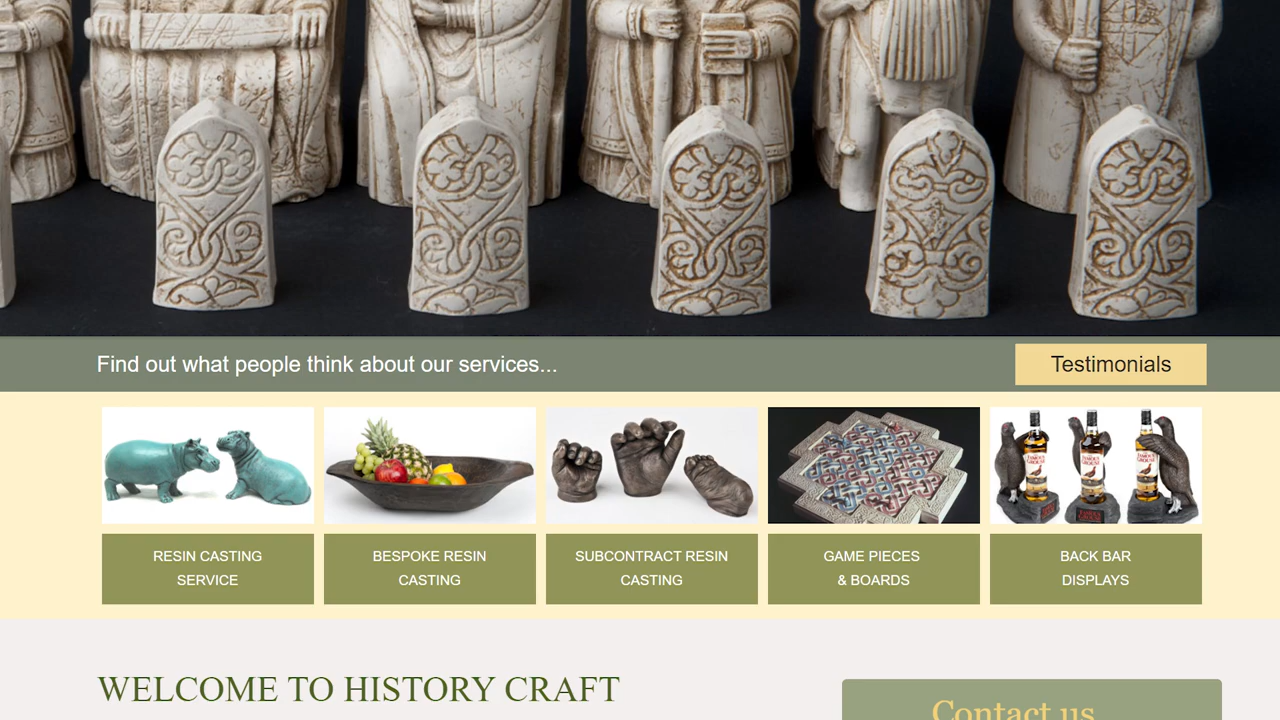 Find out what people think about our services...
Testimonials
RESIN CASTING
SERVICE
BESPOKE RESIN
CASTING
SUBCONTRACT RESIN
CASTING
GAME PIECES
& BOARDS
BACK BAR
DISPLAYS
WELCOME TO HISTORY CRAFT
Contact us